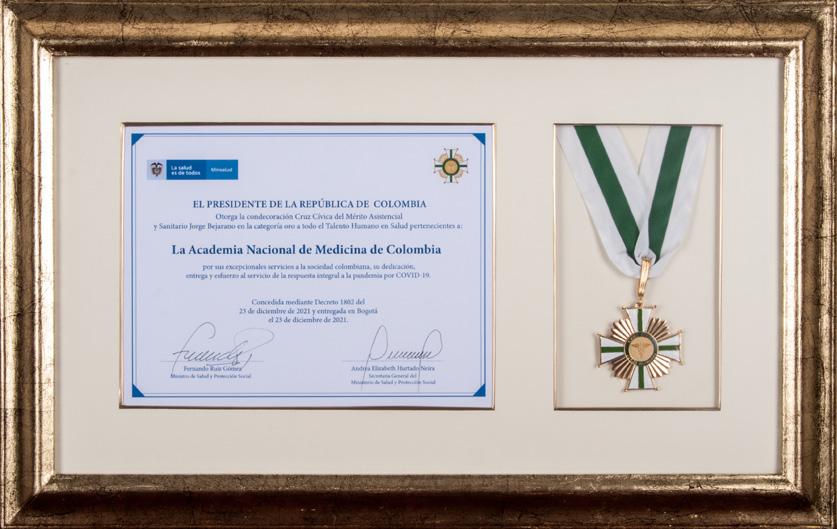 La salud
es de todos
Minsalud
EL PRESIDENTE DE LA REPÚBLICA DE COLOMBIA
Otorga la condecoración Cruz Cívica del Mérito Asistencial
y Sanitario Jorge Bejarano en la categoría oro a todo el Talento Humano en Salud pertenecientes a:
La Academia Nacional de Medicina de Colombia
por sus excepcionales servicios a la sociedad colombiana, su dedicación,
entrega y esfuerzo al servicio de la respuesta integral a la pandemia por COVID-19.
Concedida mediante Decreto 1802 del
23 de diciembre de 2021 y entregada en Bogotá
el 23 de diciembre de 2021.
Fernando Ruiz Gómez
Ministro de Salud y Protección Social
Andrea Elizabeth Hurtado Neira
Secretaria General del
Ministerio de Salud y Protección Social